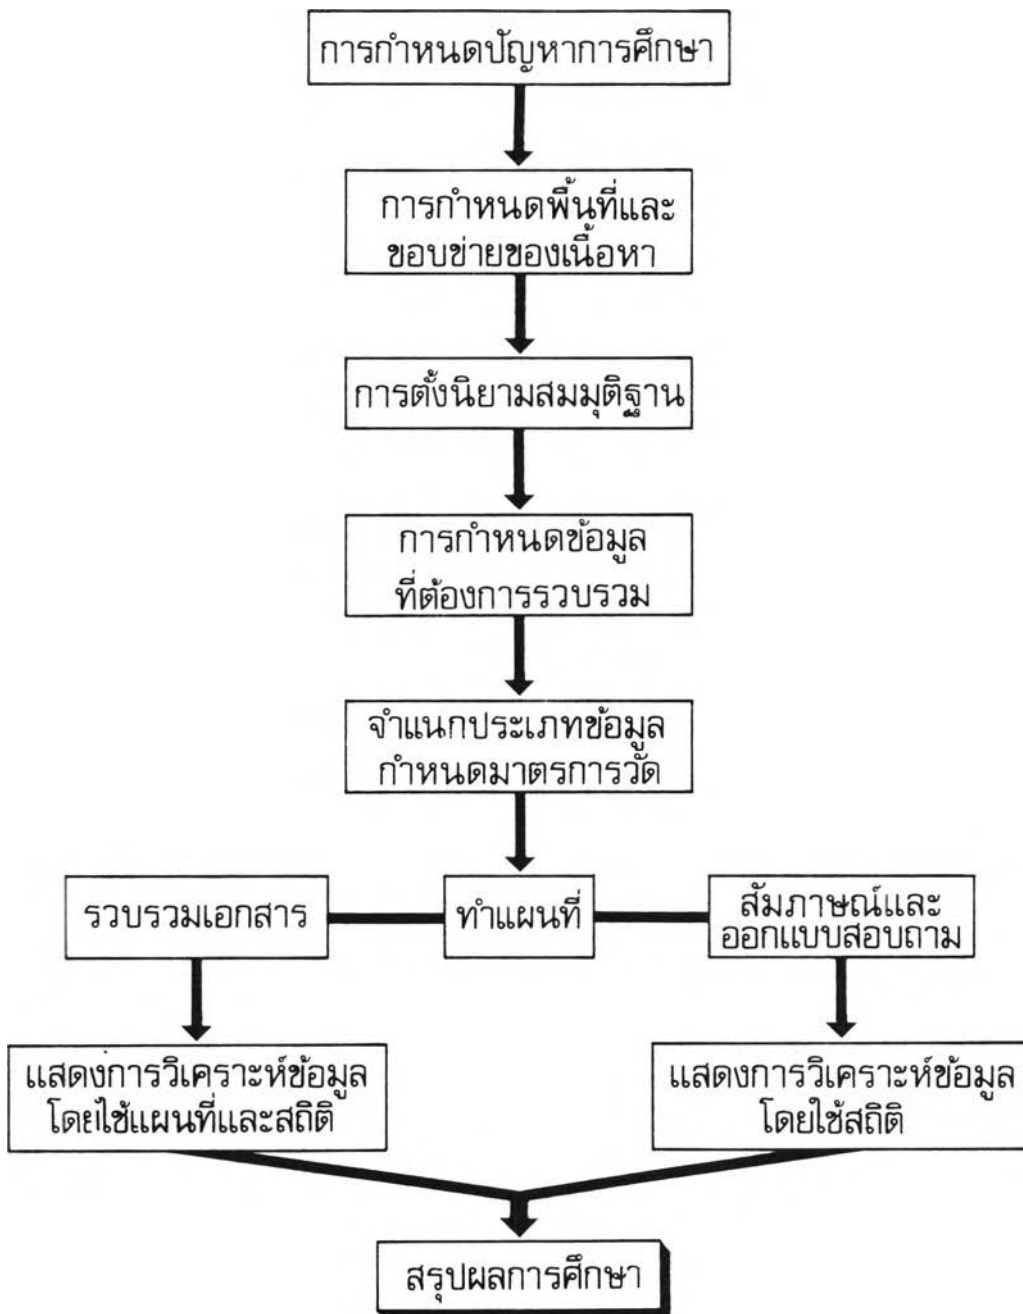 การกำหนดปัญหาการศึกษา
การกำหนดพื้นที่และ
ขอบข่ายของเนื้อหา
การตั้งนิยามสมมุติฐาน
การกำหนดข้อมูล
ที่ต้องการรวบรวม
จำแนกประเภทข้อมูล
กำหนดมาตรการวัด
รวบรวมเอกสาร
ทำแผนที่
สัมภาษณ์และ
ออกแบบสอบถาม
แสดงการวิเคราะห์ข้อมูล
โดยใช้แผนที่และสถิติ
แสดงการวิเคราะห์ข้อมูล
โดยใช้สถิติ
สรุปผลการศึกษา